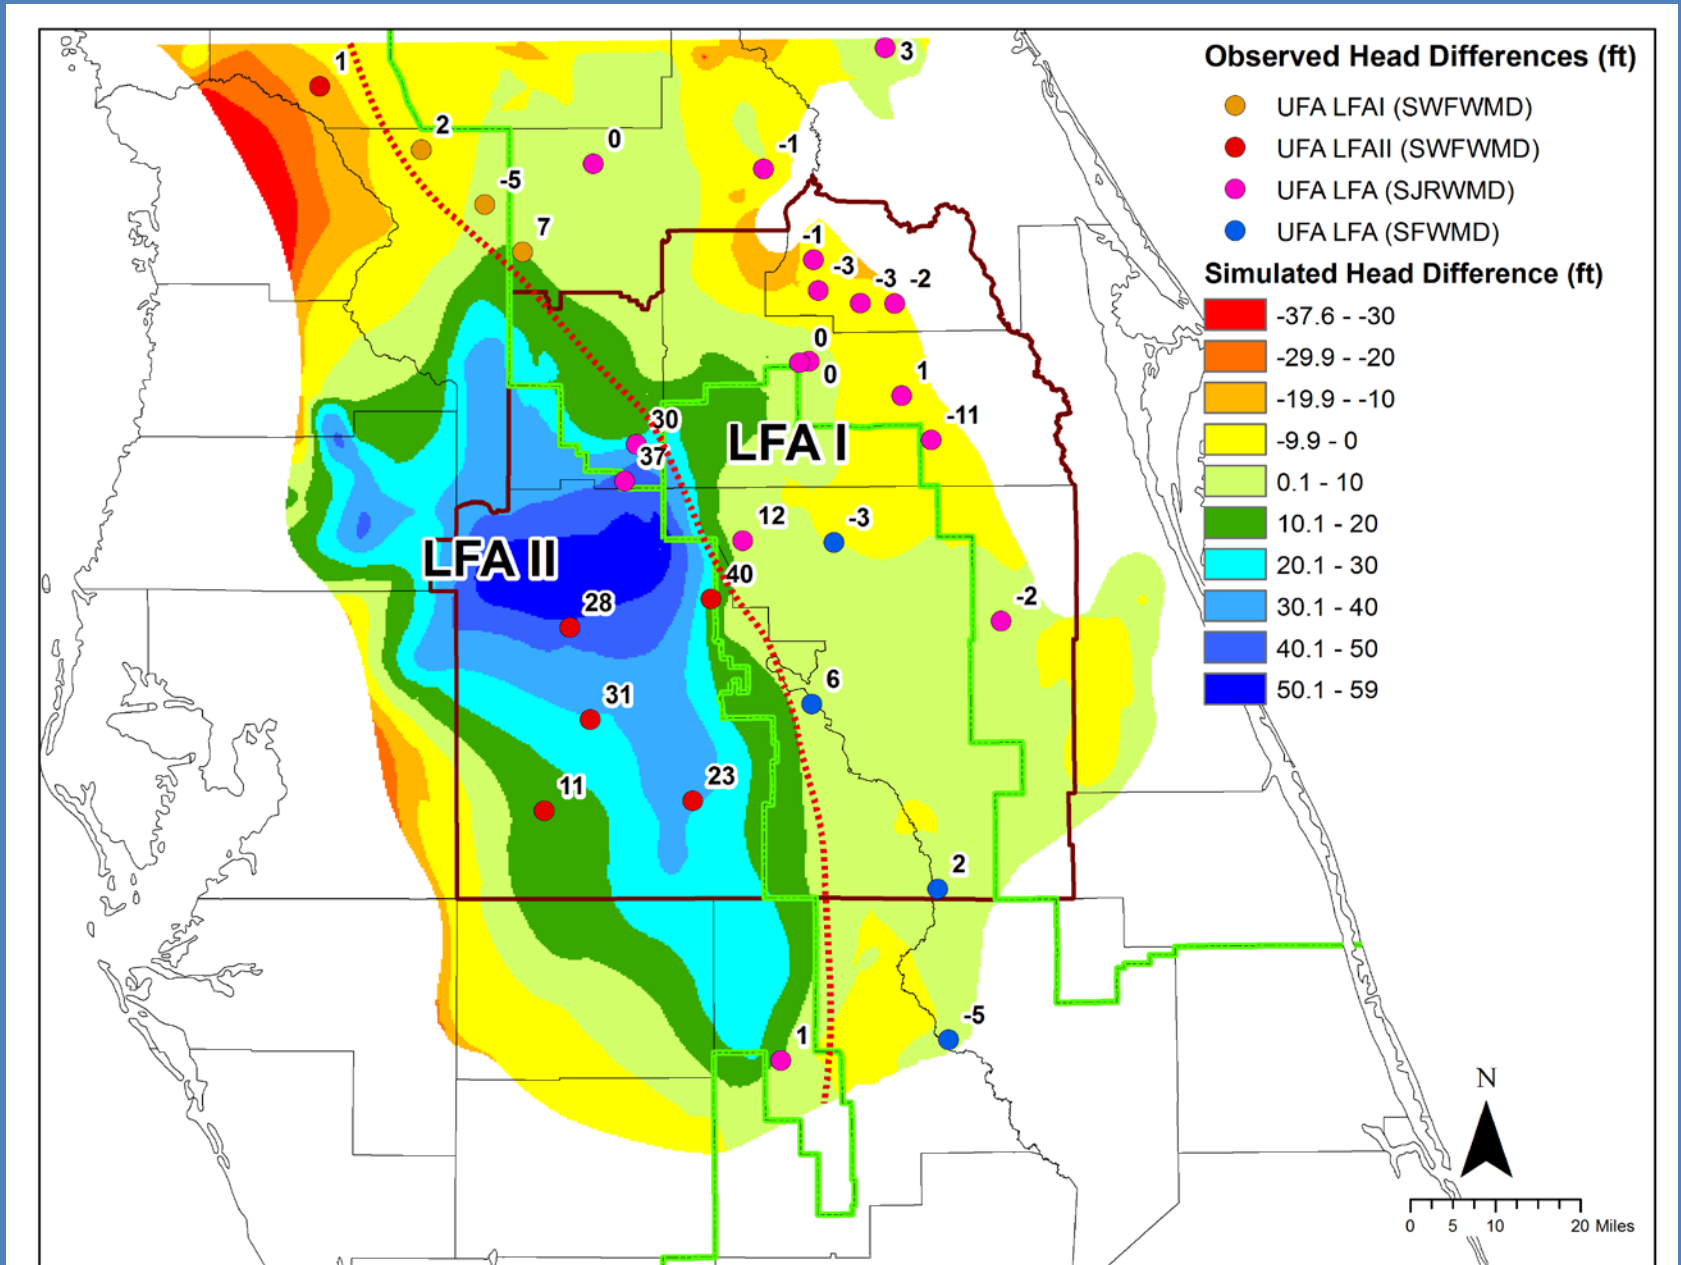 Observed Head Differences (ft)
UFA LFAI (SWFWMD)
UFA LFAII (SWFWMD)
UFA LFA (SJRWMD)
UFA LFA (SFWMD)
Simulated Head Difference (ft)
-37.6 - -30
-29.9 - -20
-19.9 - -10
-9.9 - 0
0.1 - 10
10.1 - 20
20.1 - 30
30.1 - 40
40.1 - 50
50.1 - 59
3
1
2
0
-1
-5
7
-1
-3
-3
-2
0
0
1
30
-11
LFA I
37
12
-3
LFA II
40
28
-2
6
31
23
11
2
-5
1
N
0 5 10 20 Miles